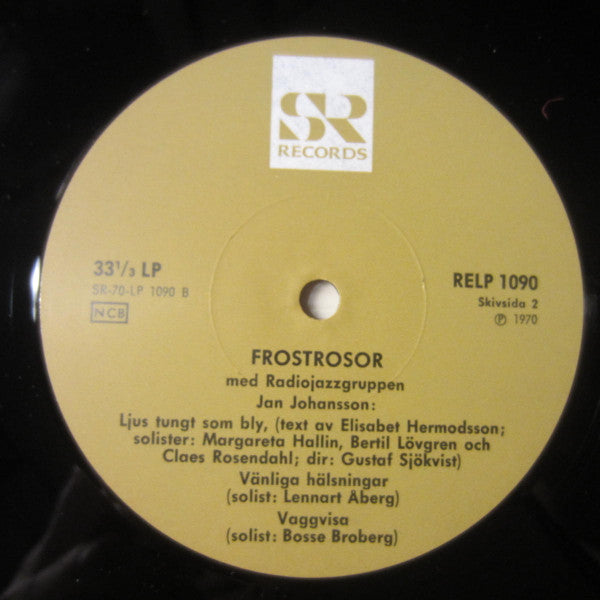 SR
RECORDS
33⅓ LP
SR-70-LP 1090 B
NCB
RELP 1090
Skivsida 2
℗ 1970
FROSTROSOR
med Radiojazzgruppen
Jan Johansson:
Ljus tungt som bly, (text av Elisabet Hermodsson;
solister: Margareta Hallin, Bertil Lövgren och
Claes Rosendahl; dir: Gustaf Sjökvist)
Vänliga hälsningar
(solist: Lennart Åberg)
Vaggvisa
(solist: Bosse Broberg)